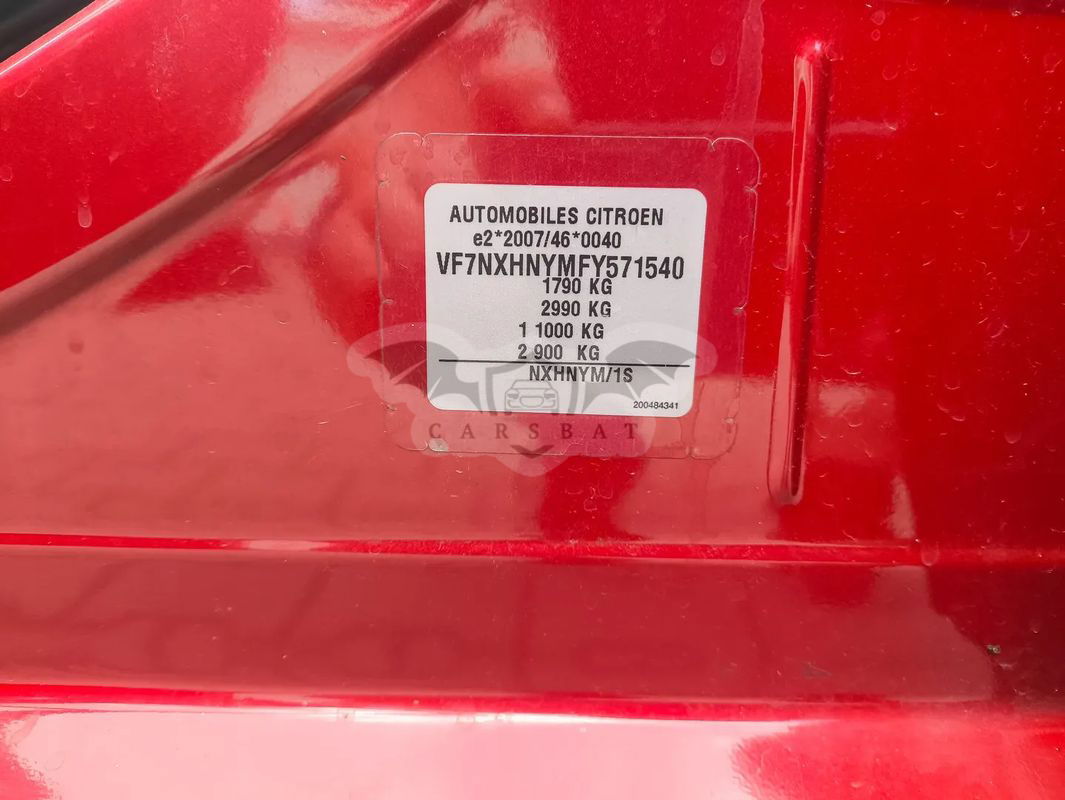 AUTOMOBILES CITROEN
e2*2007/46*0040
VF7NXHNYMFY571540
1790 KG
2990 KG
1 1000 KG
2 900 KG
NXHNYM/1S
200484341
CARSBAT